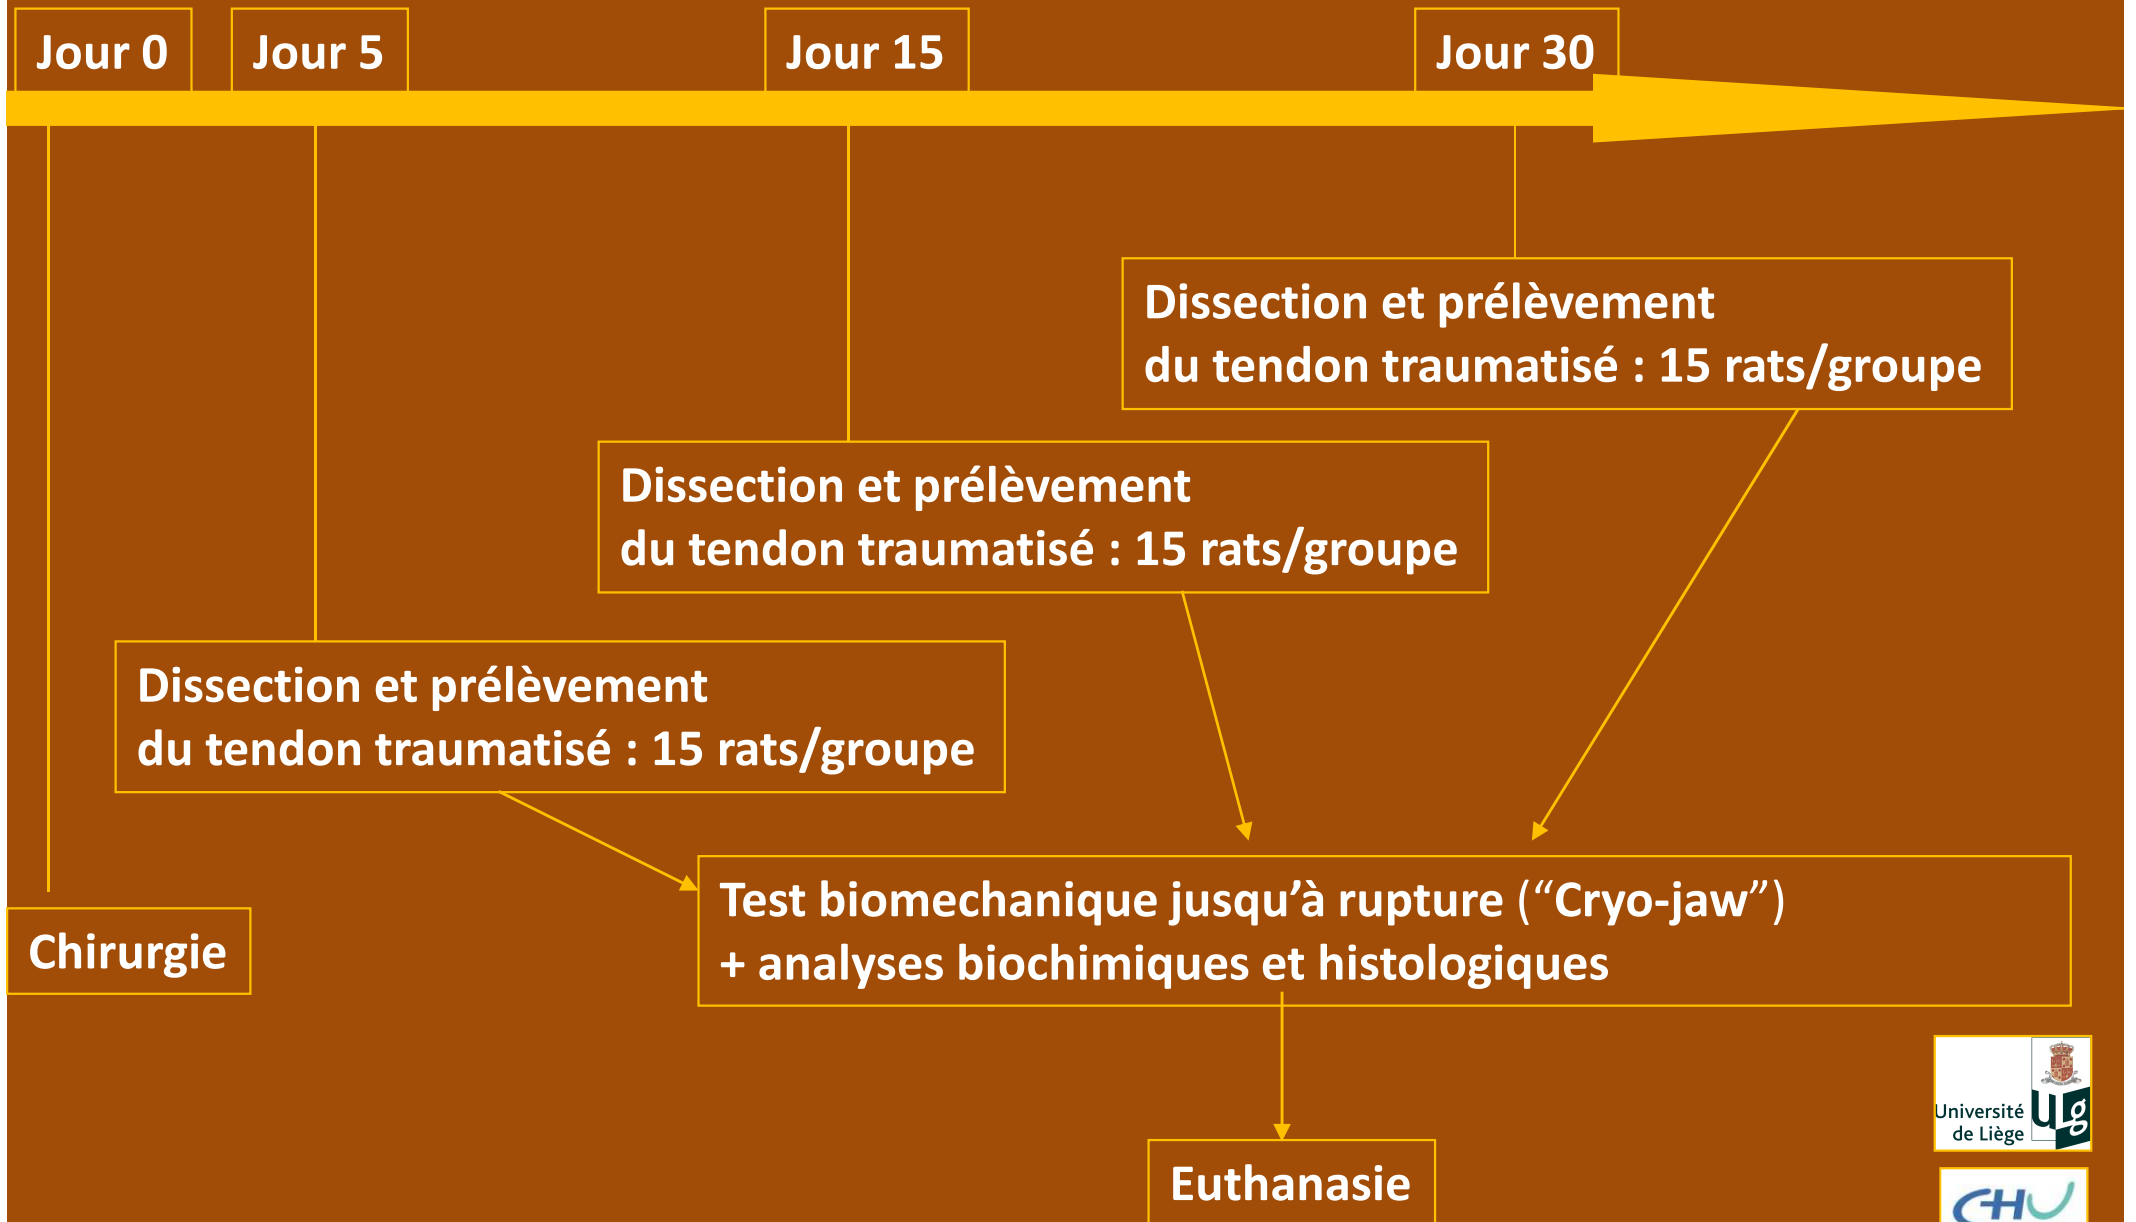 Jour 0
Jour 5
Jour 15
Jour 30
Dissection et prélèvement
du tendon traumatisé : 15 rats/groupe
Dissection et prélèvement
du tendon traumatisé : 15 rats/groupe
Dissection et prélèvement
du tendon traumatisé : 15 rats/groupe
Test biomechanique jusqu’à rupture (“Cryo-jaw”)
+ analyses biochimiques et histologiques
Chirurgie
Euthanasie
Université
de Liège
ULg
CHU